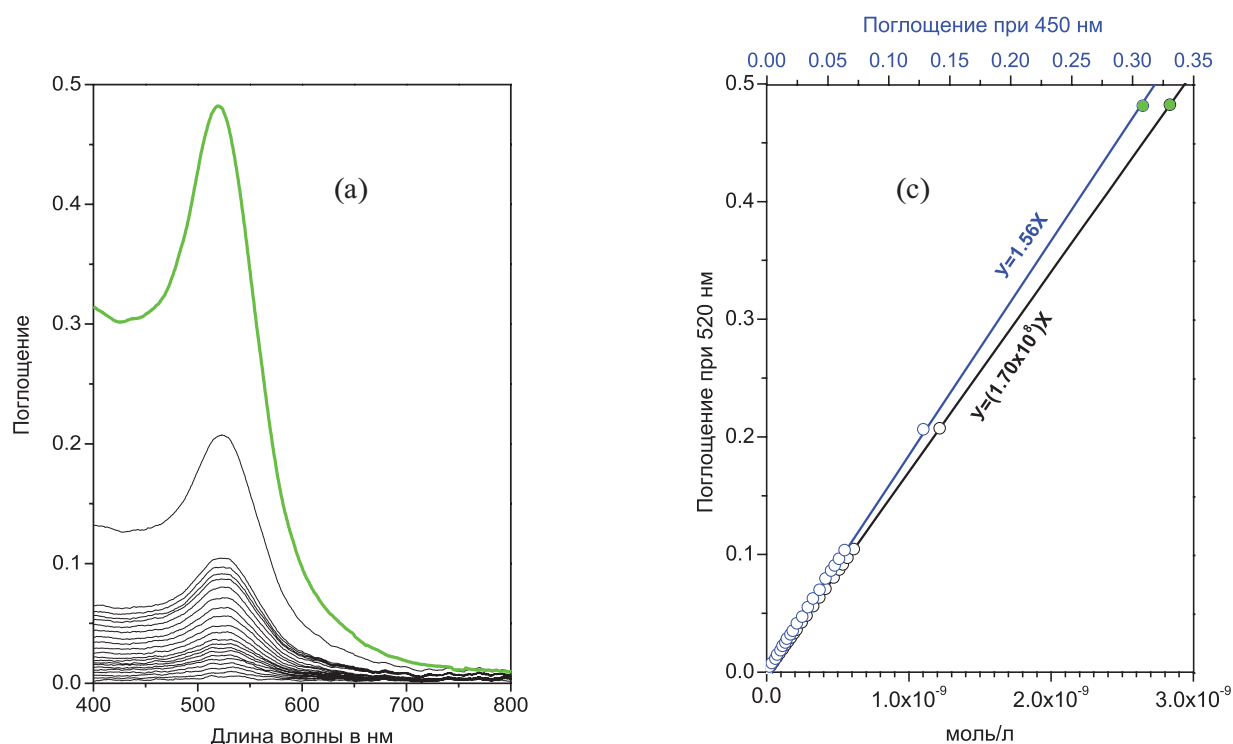 Поглощение при 450 нм
0.00 0.05 0.10 0.15 0.20 0.25 0.30 0.35
0.5
0.4
0.3
0.2
0.1
0.0
Поглощение
(a)
400 500 600 700 800
Длина волны в нм
0.5
0.4
0.3
0.2
0.1
0.0
Поглощение при 520 нм
(c)
У=1.56X
У=(1.70x10⁸)X
0.0 1.0x10⁻⁹ 2.0x10⁻⁹ 3.0x10⁻⁹
моль/л